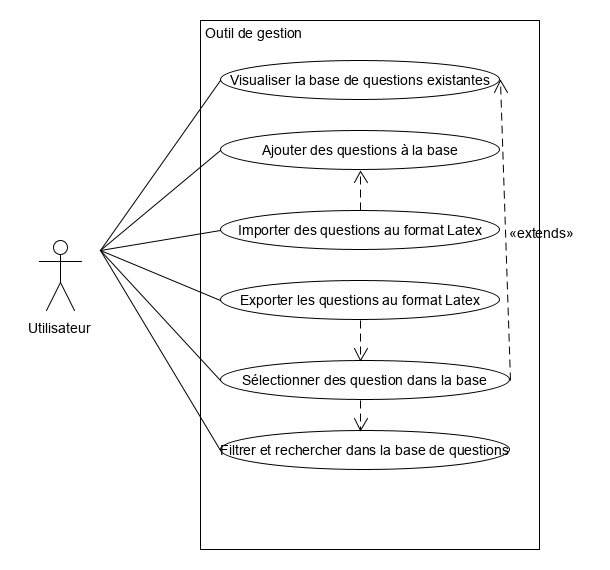 Outil de gestion
Visualiser la base de questions existantes
Ajouter des questions à la base
Importer des questions au format Latex
«extends»
Exporter les questions au format Latex
Utilisateur
Sélectionner des question dans la base
Filtrer et rechercher dans la base de questions